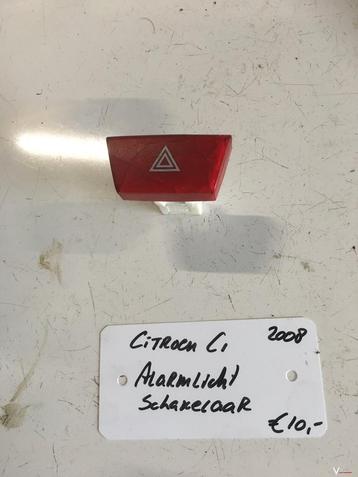 Citroen C1 2008
Alarmlicht
Schakelaar
€10,-